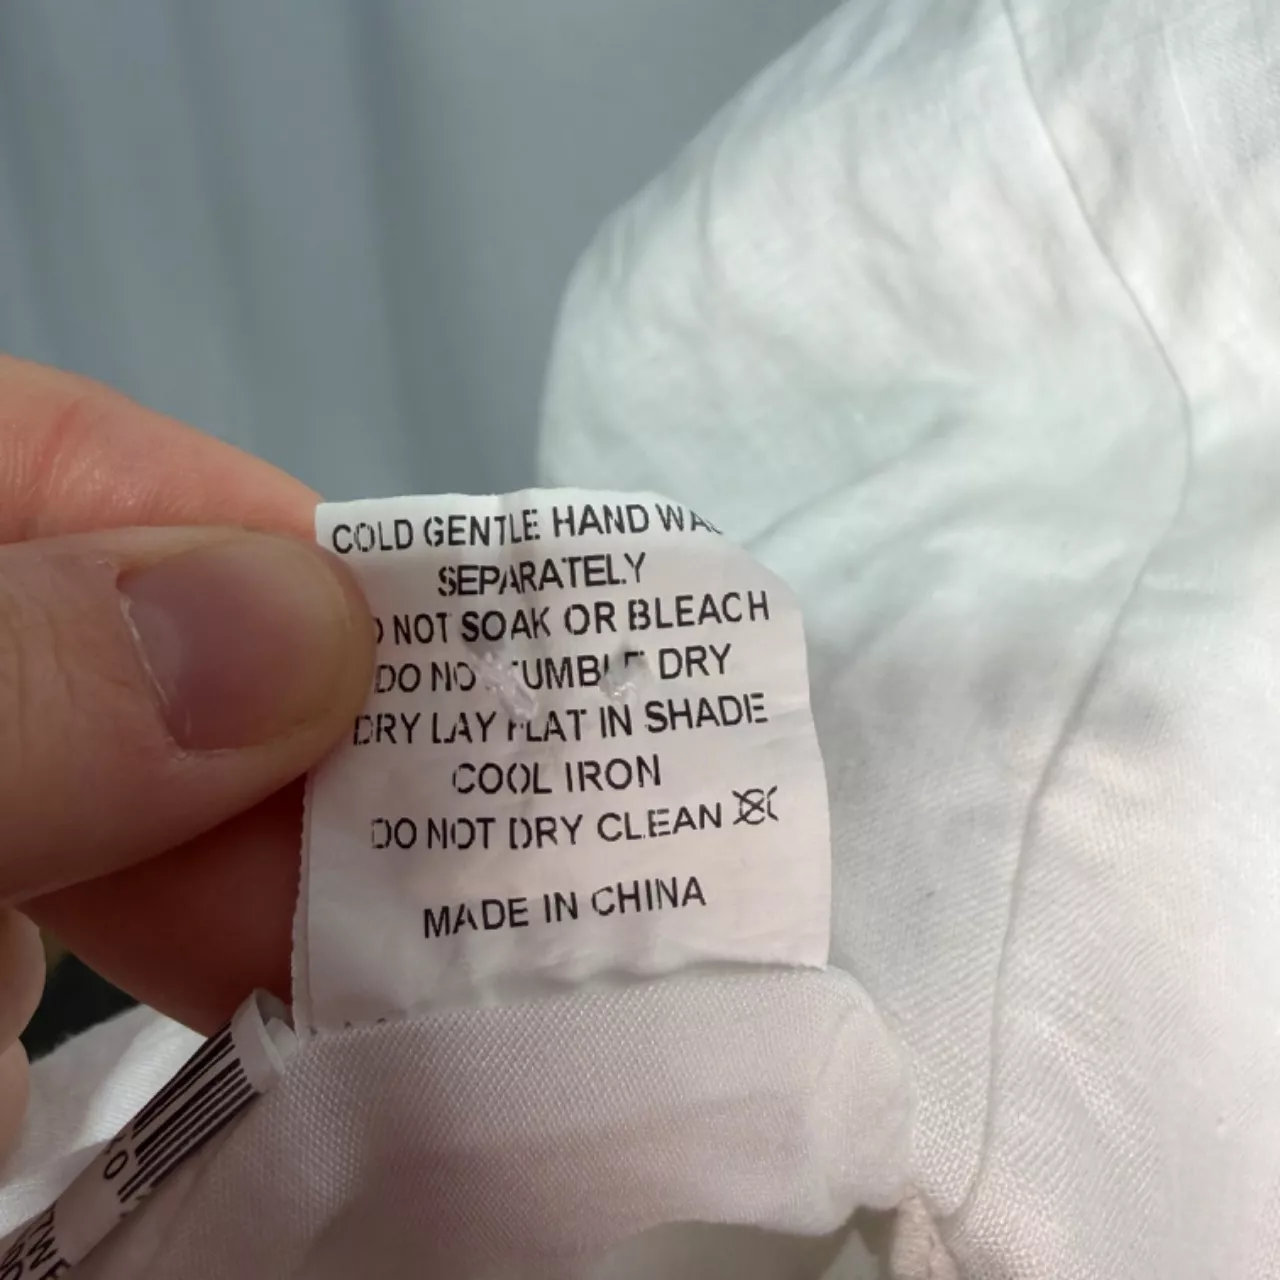 COLD GENTLE HAND WA
SEPARATELY
NOT SOAK OR BLEACH
DO NO UMBLE DRY
DRY LAY FLAT IN SHADE
COOL IRON
DO NOT DRY CLEAN
MADE IN CHINA